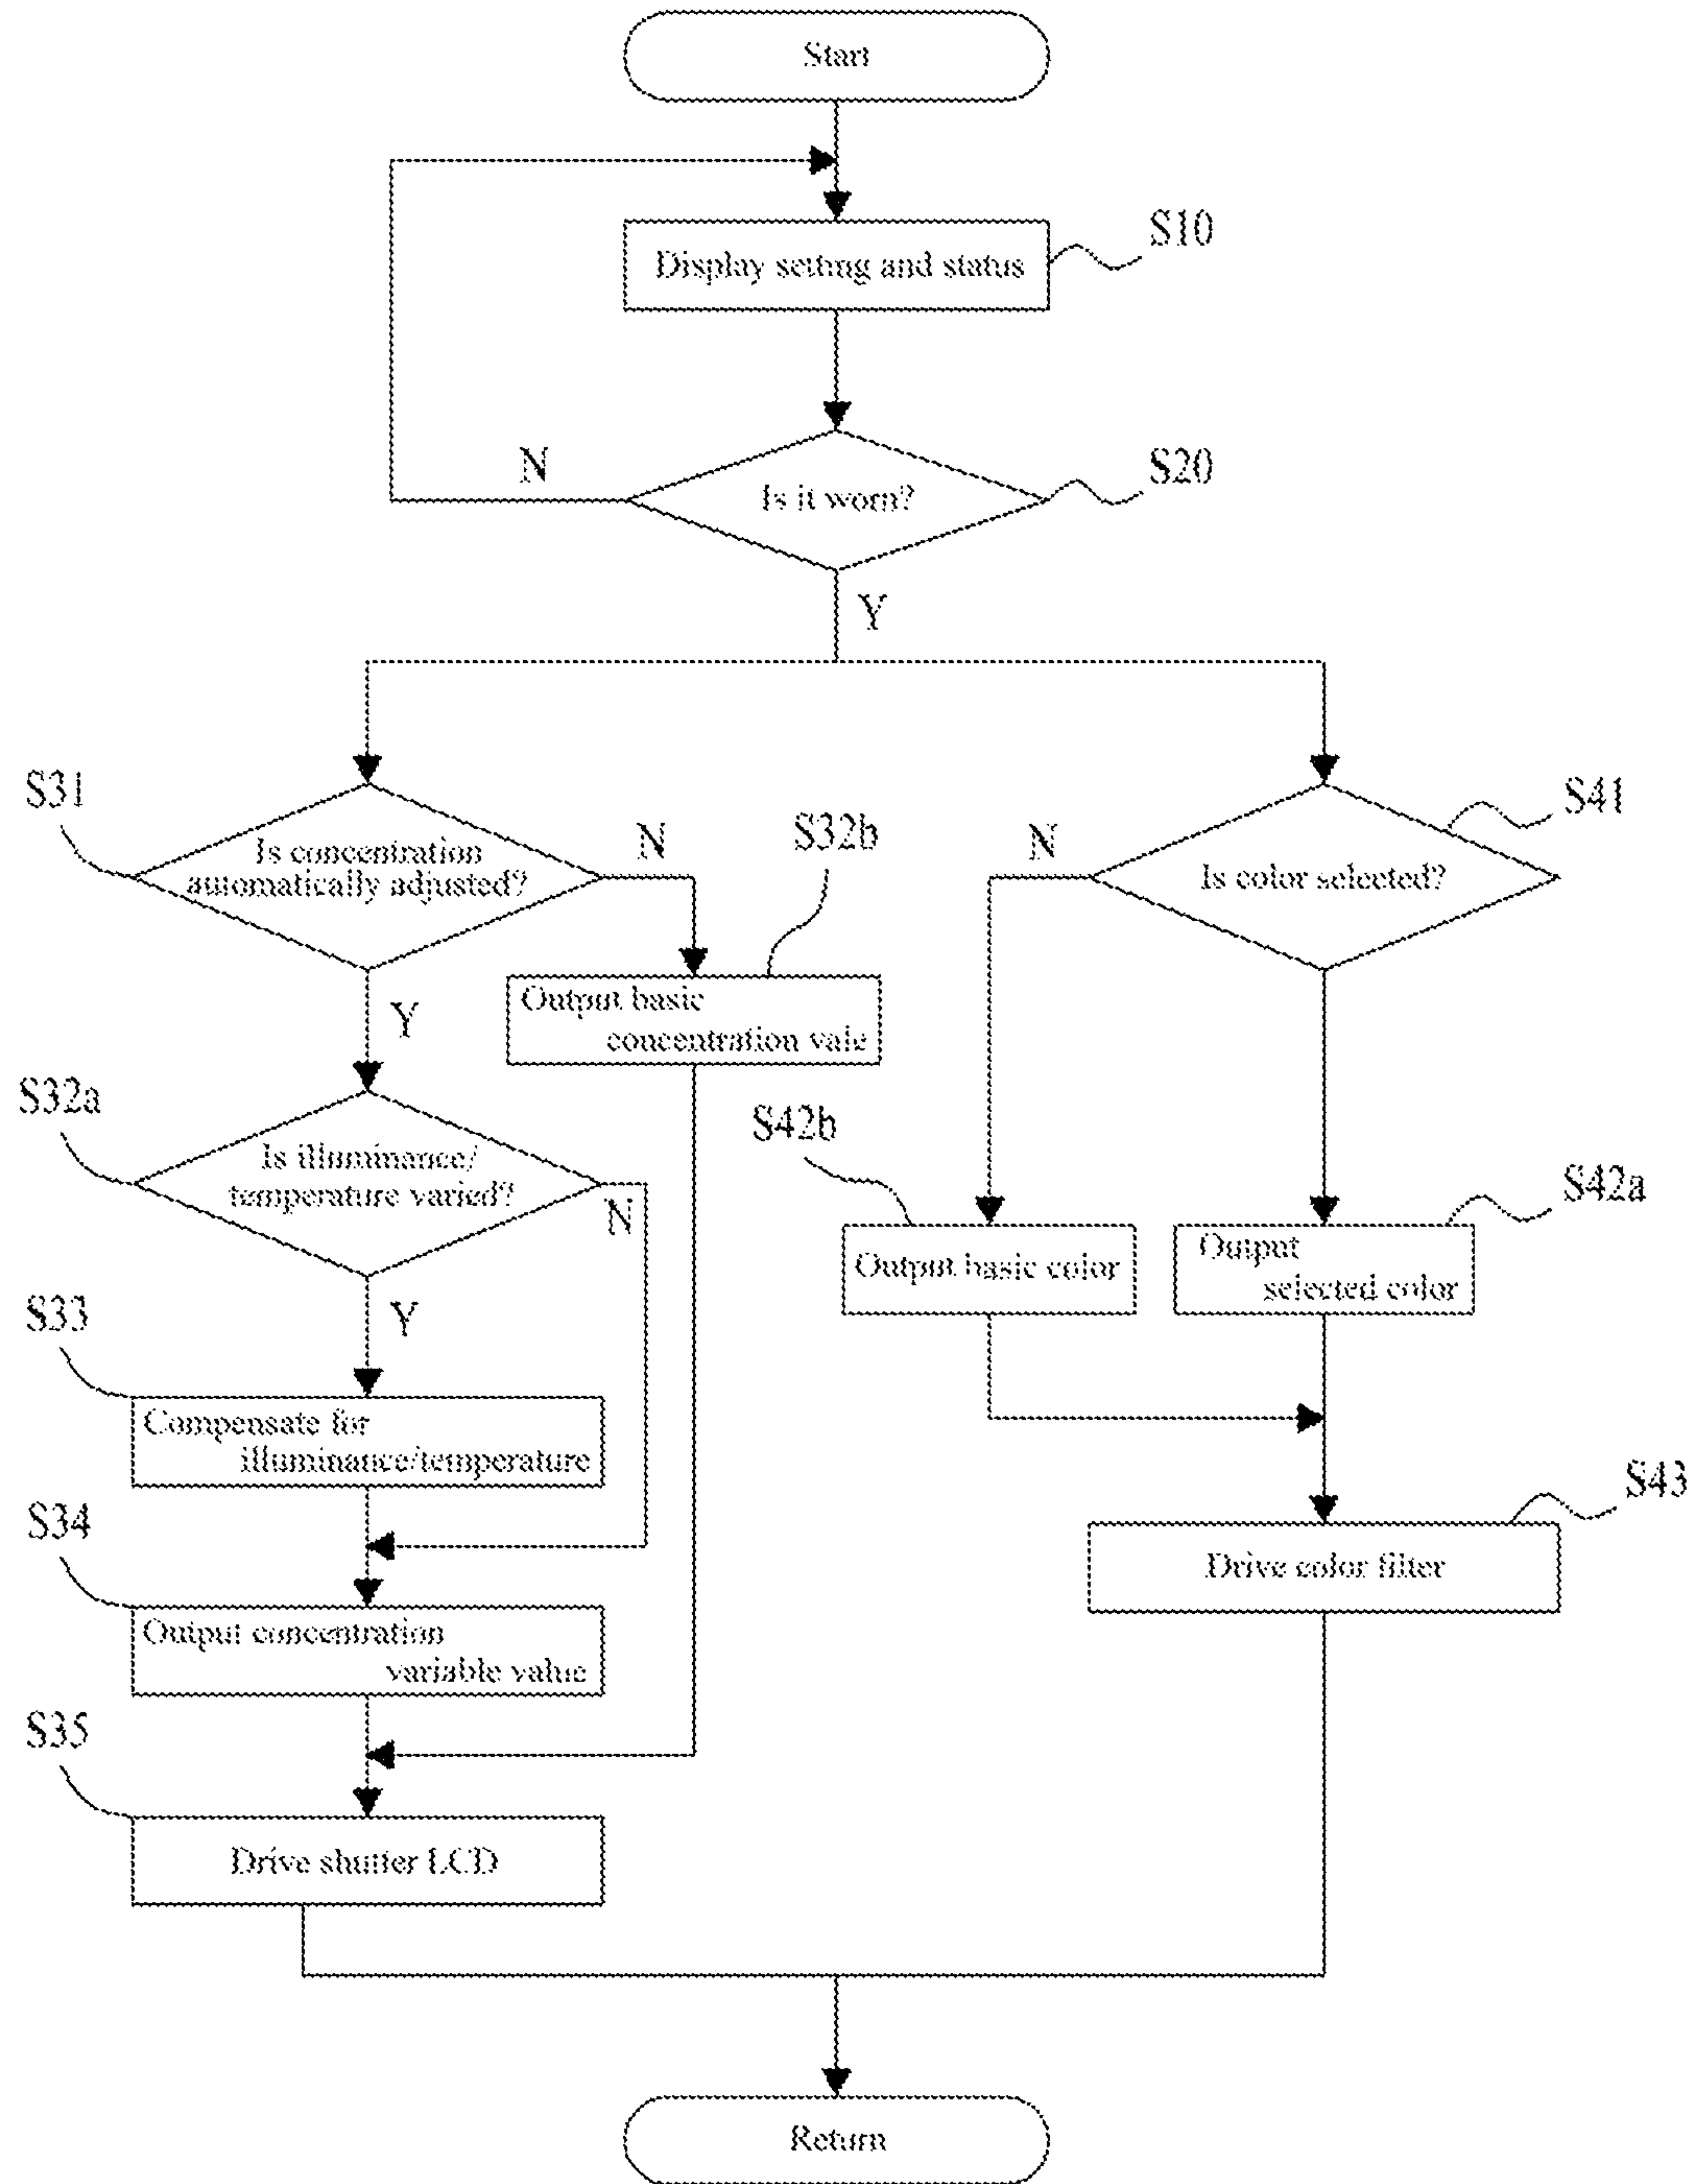 Start
Display setting and status
S10
N
Is it worn?
S20
Y
S31
Is concentration
automatically adjusted?
N
S32b
Output basic
concentration vale
Y
S32a
Is illuminance/
temperature varied?
N
Y
S33
Compensate for
illuminance/temperature
S34
Output concentration
variable value
S35
Drive shutter LCD
S41
N
Is color selected?
S42b
Output basic color
S42a
Output
selected color
S43
Drive color filter
Return